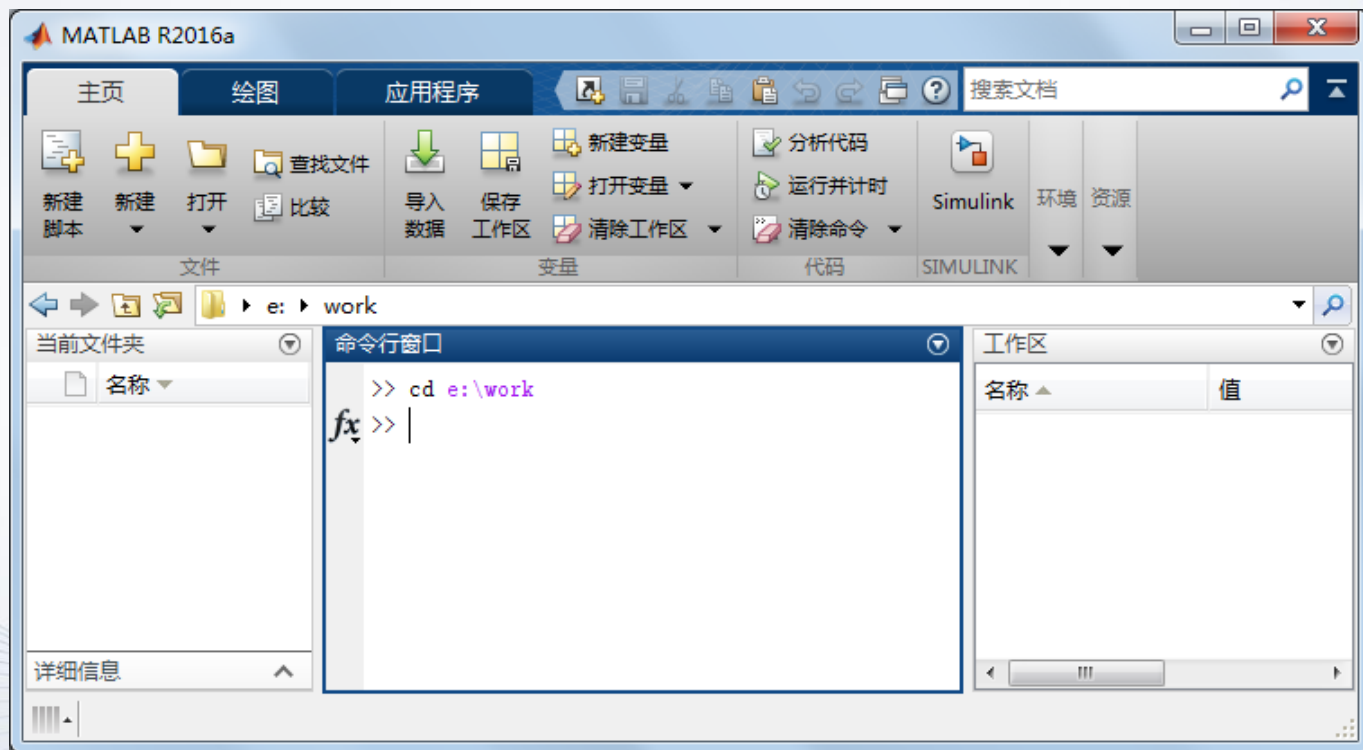 MATLAB R2016a
主页
绘图
应用程序
搜索文档
新建
脚本
新建
打开
查找文件
比较
导入
数据
保存
工作区
新建变量
打开变量
清除工作区
分析代码
运行并计时
清除命令
Simulink
环境
资源
文件
变量
代码
SIMULINK
e:
work
当前文件夹
命令行窗口
工作区
名称
>> cd e:\work
fx >>
名称
值
详细信息